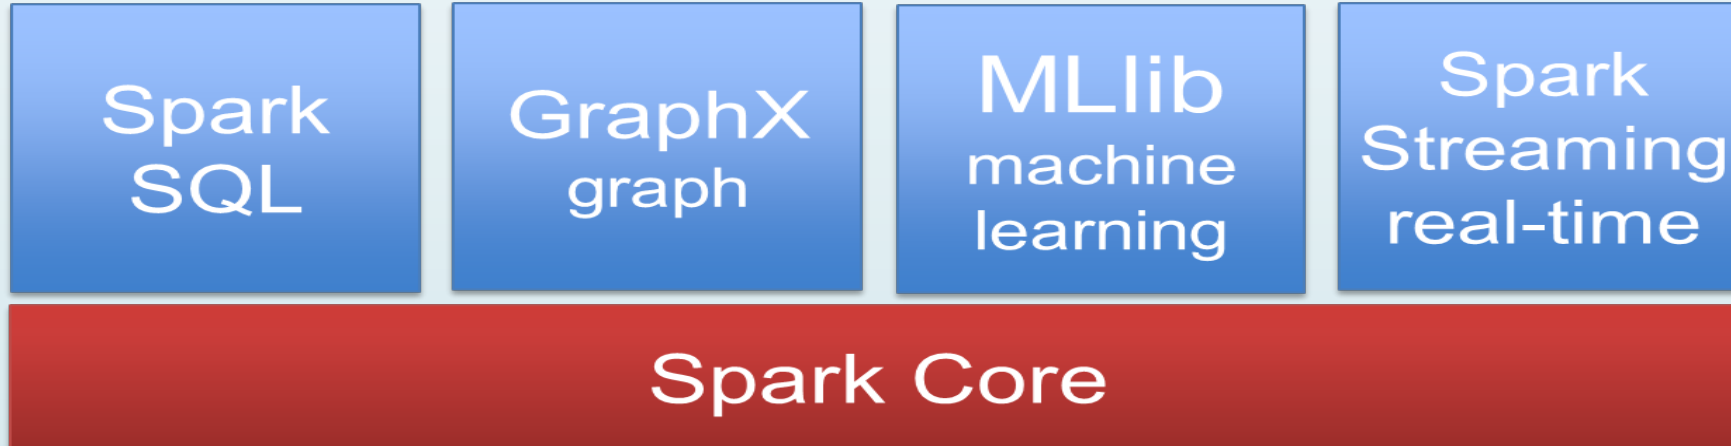 Spark
SQL
GraphX
graph
MLlib
machine
learning
Spark
Streaming
real-time
Spark Core